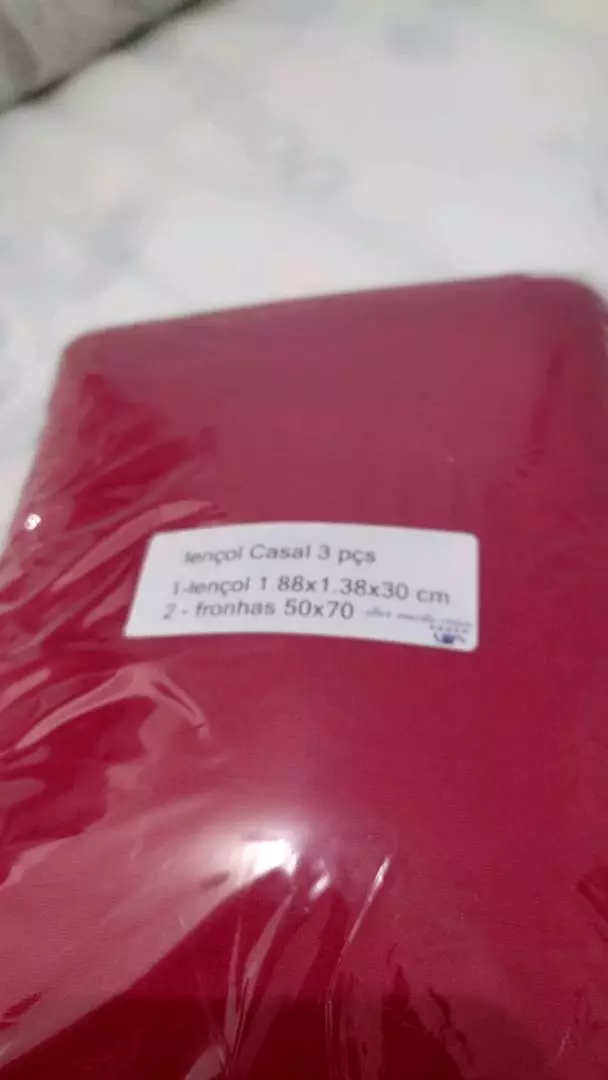 lençol Casal 3 pçs
1-lençol 1.88x1.38x30 cm
2 - fronhas 50x70